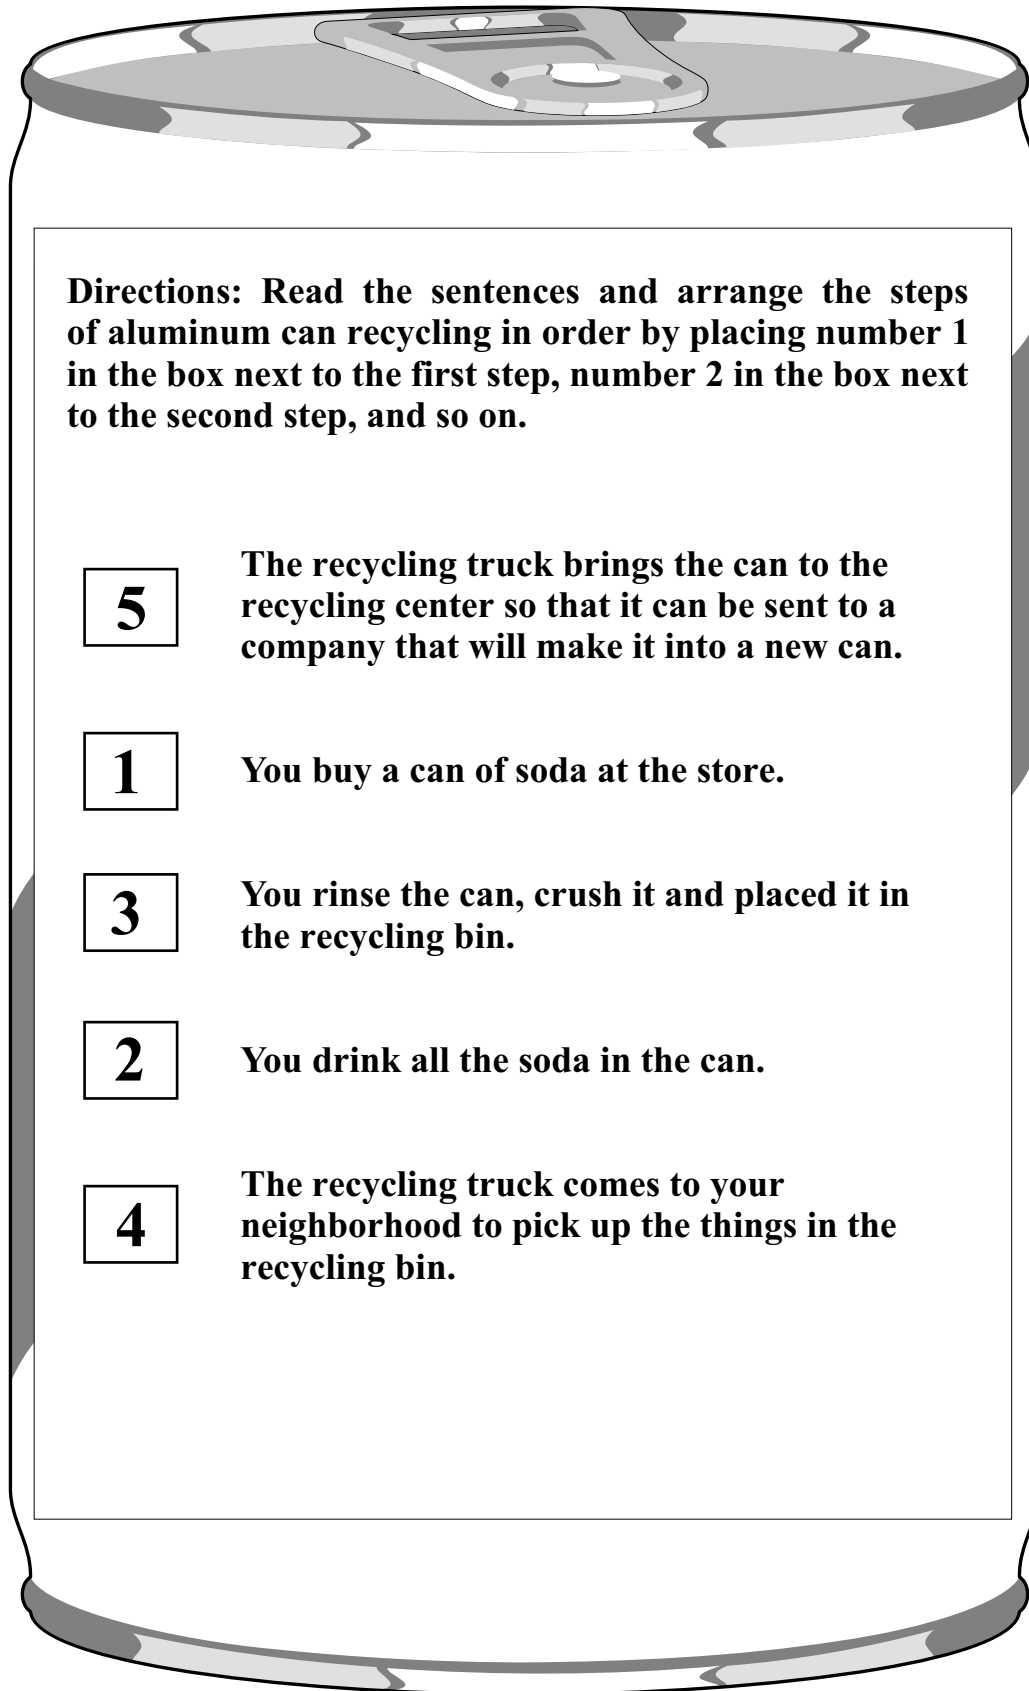 Directions: Read the sentences and arrange the steps
of aluminum can recycling in order by placing number 1
in the box next to the first step, number 2 in the box next
to the second step, and so on.
5
The recycling truck brings the can to the
recycling center so that it can be sent to a
company that will make it into a new can.
1
You buy a can of soda at the store.
3
You rinse the can, crush it and placed it in
the recycling bin.
2
You drink all the soda in the can.
4
The recycling truck comes to your
neighborhood to pick up the things in the
recycling bin.